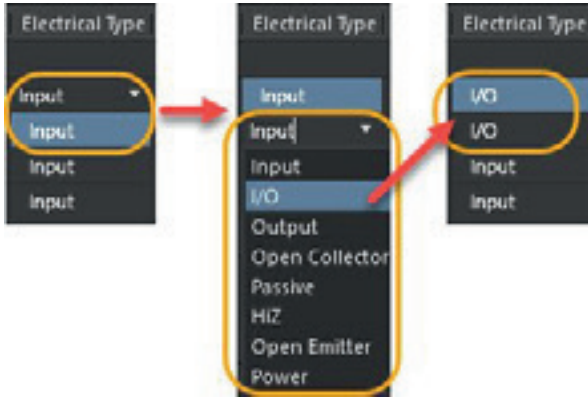 Electrical Type
Input
Input
Input
Input
Electrical Type
Input
Input
Input
I/O
Output
Open Collector
Passive
HiZ
Open Emitter
Power
Electrical Type
I/O
I/O
Input
Input